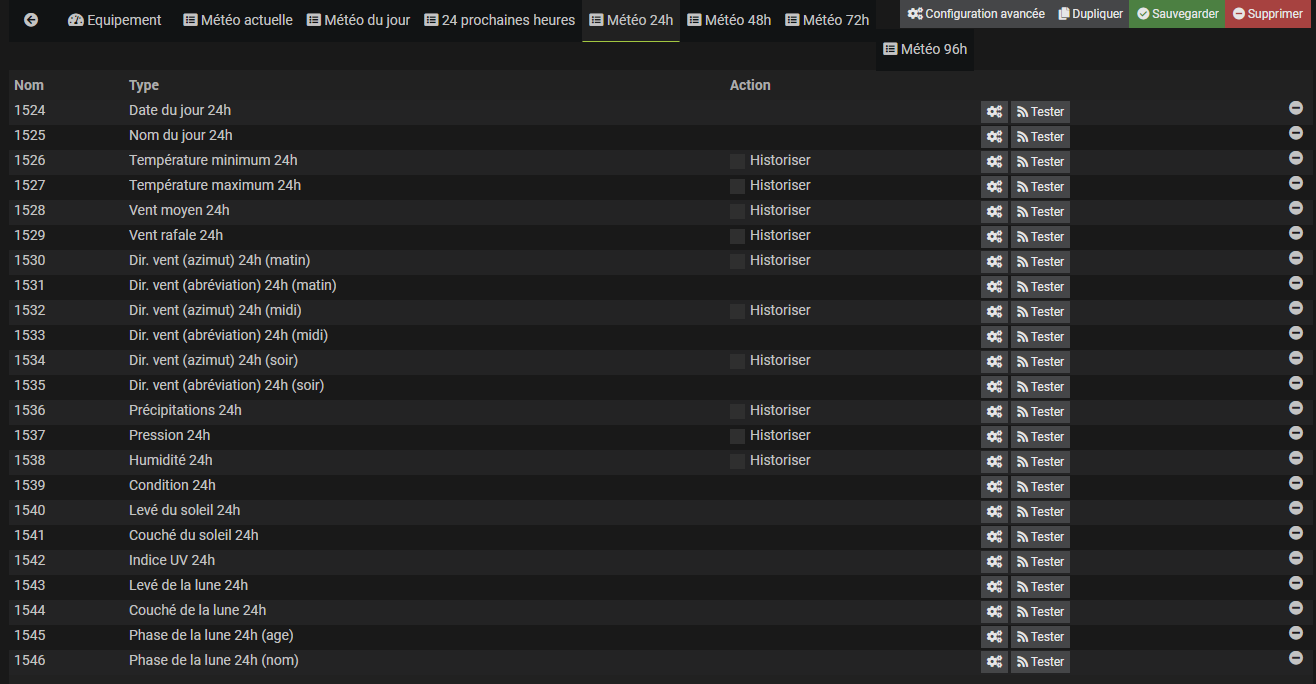 Equipement Météo actuelle Météo du jour 24 prochaines heures Météo 24h Météo 48h Météo 72h Configuration avancée Dupliquer Sauvegarder Supprimer
Météo 96h
Nom Type Action
1524 Date du jour 24h Tester
1525 Nom du jour 24h Tester
1526 Température minimum 24h Historiser Tester
1527 Température maximum 24h Historiser Tester
1528 Vent moyen 24h Historiser Tester
1529 Vent rafale 24h Historiser Tester
1530 Dir. vent (azimut) 24h (matin) Historiser Tester
1531 Dir. vent (abréviation) 24h (matin) Tester
1532 Dir. vent (azimut) 24h (midi) Historiser Tester
1533 Dir. vent (abréviation) 24h (midi) Tester
1534 Dir. vent (azimut) 24h (soir) Historiser Tester
1535 Dir. vent (abréviation) 24h (soir) Tester
1536 Précipitations 24h Historiser Tester
1537 Pression 24h Historiser Tester
1538 Humidité 24h Historiser Tester
1539 Condition 24h Tester
1540 Levé du soleil 24h Tester
1541 Couché du soleil 24h Tester
1542 Indice UV 24h Tester
1543 Levé de la lune 24h Tester
1544 Couché de la lune 24h Tester
1545 Phase de la lune 24h (age) Tester
1546 Phase de la lune 24h (nom) Tester